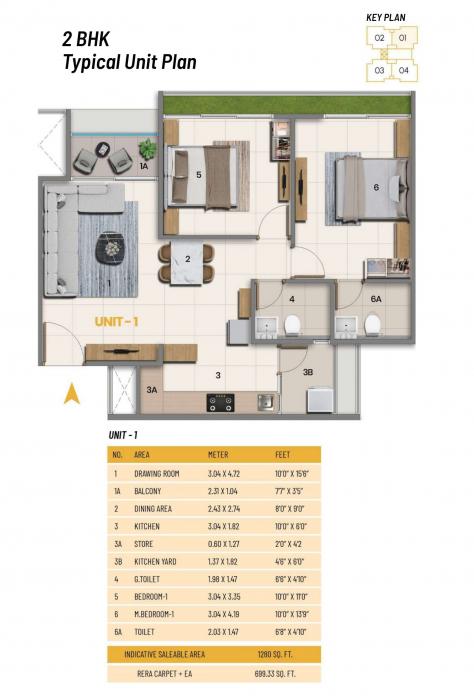 2 BHK
Typical Unit Plan
KEY PLAN
02 01
03 04
1A
5
6
2
1
4
6A
UNIT- 1
3
3A
3B
UNIT - 1
NO. AREA METER FEET
1 DRAWING ROOM 3.04 X 4.72 10'0" X 15'6"
1A BALCONY 2.31 X 1.04 7'7" X 3'5"
2 DINING AREA 2.43 X 2.74 8'0" X 9'0"
3 KITCHEN 3.04 X 1.82 10'0" X 6'0"
3A STORE 0.60 X 1.27 2'0" X 4'2
3B KITCHEN YARD 1.37 X 1.82 4'6" X 6'0"
4 G.TOILET 1.98 X 1.47 6'6" X 4'10"
5 BEDROOM-1 3.04 X 3.35 10'0" X 11'0"
6 M.BEDROOM-1 3.04 X 4.19 10'0" X 13'9"
6A TOILET 2.03 X 1.47 6'8" X 4'10"
INDICATIVE SALEABLE AREA 1280 SQ. FT.
RERA CARPET + EA 699.33 SQ. FT.